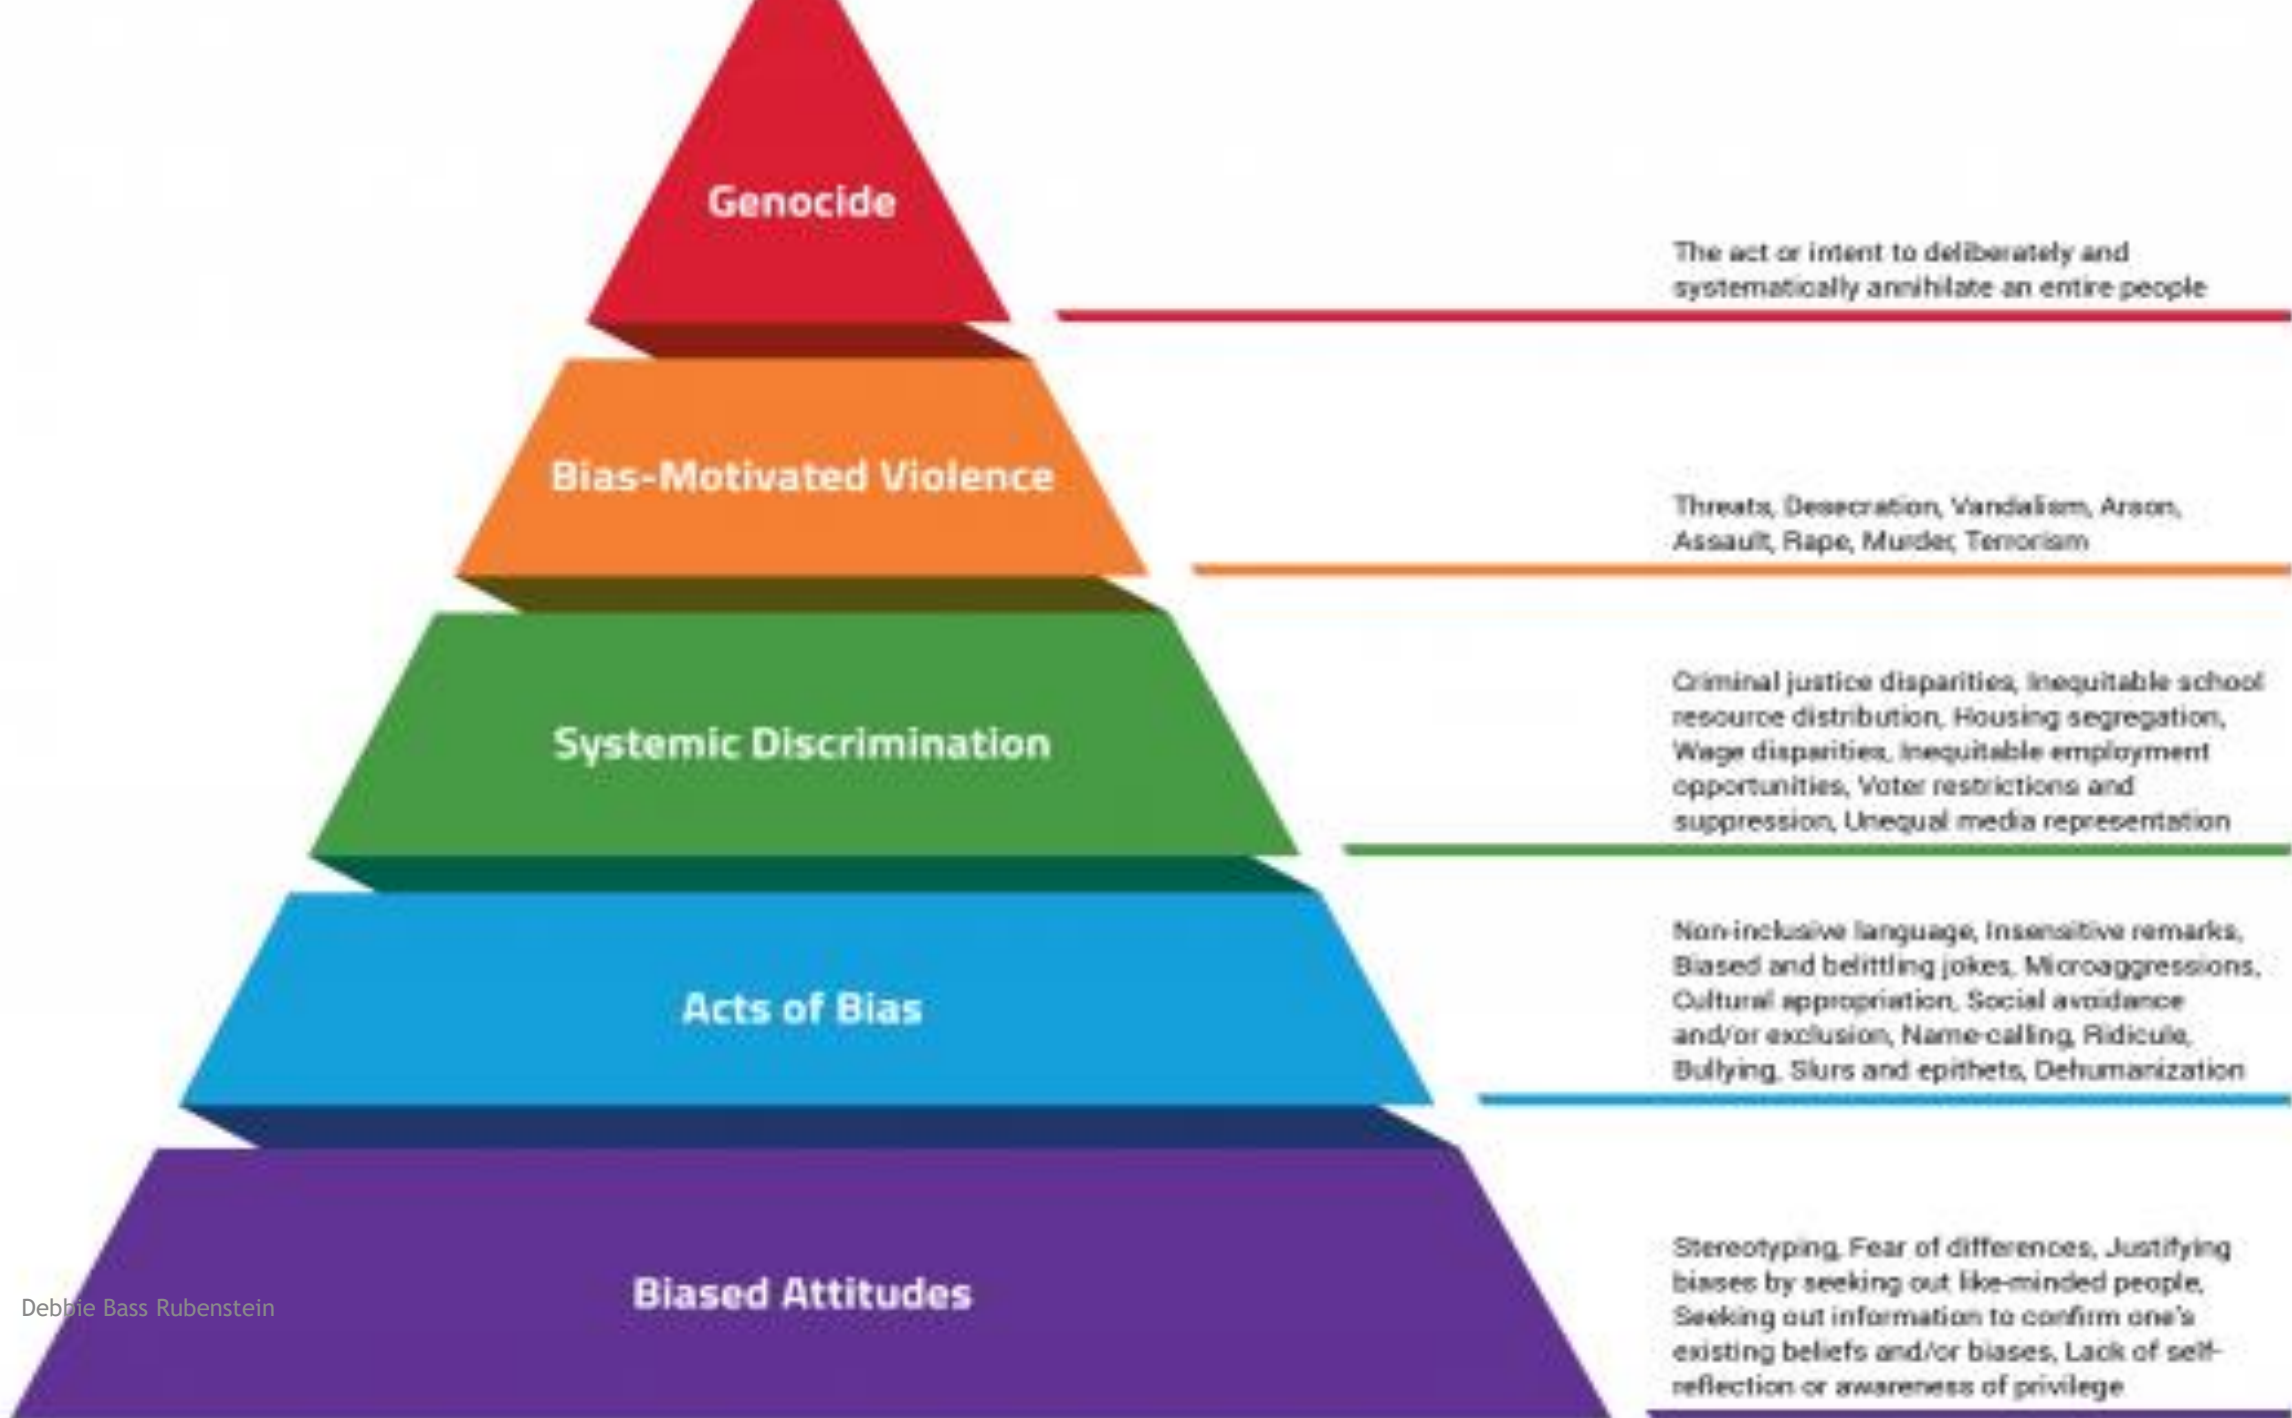 Genocide
The act or intent to deliberately and
systematically annihilate an entire people
Bias-Motivated Violence
Threats, Desecration, Vandalism, Arson,
Assault, Rape, Murder, Terrorism
Systemic Discrimination
Criminal justice disparities, Inequitable school
resource distribution, Housing segregation,
Wage disparities, Inequitable employment
opportunities, Voter restrictions and
suppression, Unequal media representation
Acts of Bias
Non-inclusive language, Insensitive remarks,
Biased and belittling jokes, Microaggressions,
Cultural appropriation, Social avoidance
and/or exclusion, Name-calling, Ridicule,
Bullying, Slurs and epithets, Dehumanization
Biased Attitudes
Stereotyping, Fear of differences, Justifying
biases by seeking out like-minded people,
Seeking out information to confirm one's
existing beliefs and/or biases, Lack of self-
reflection or awareness of privilege
Debbie Bass Rubenstein